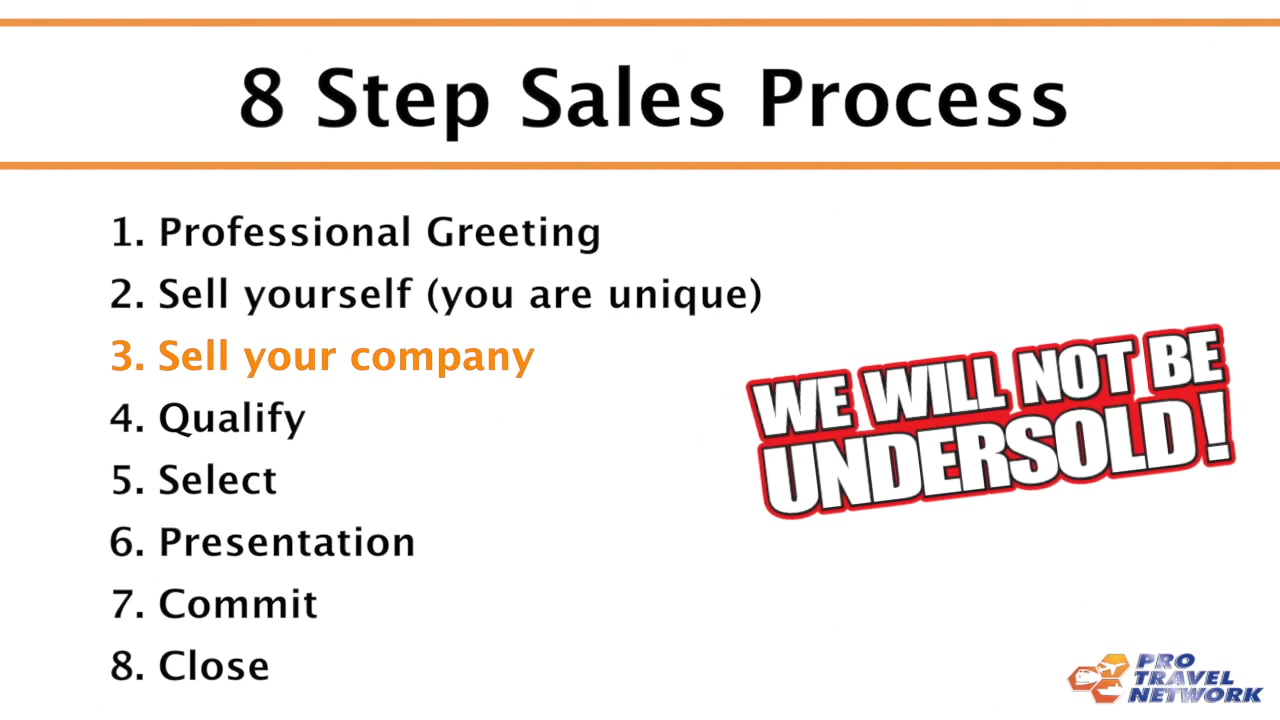 8 Step Sales Process
1. Professional Greeting
2. Sell yourself (you are unique)
3. Sell your company
4. Qualify
5. Select
6. Presentation
7. Commit
8. Close
WE WILL NOT BE
UNDERSOLD!
PRO
TRAVEL
NETWORK